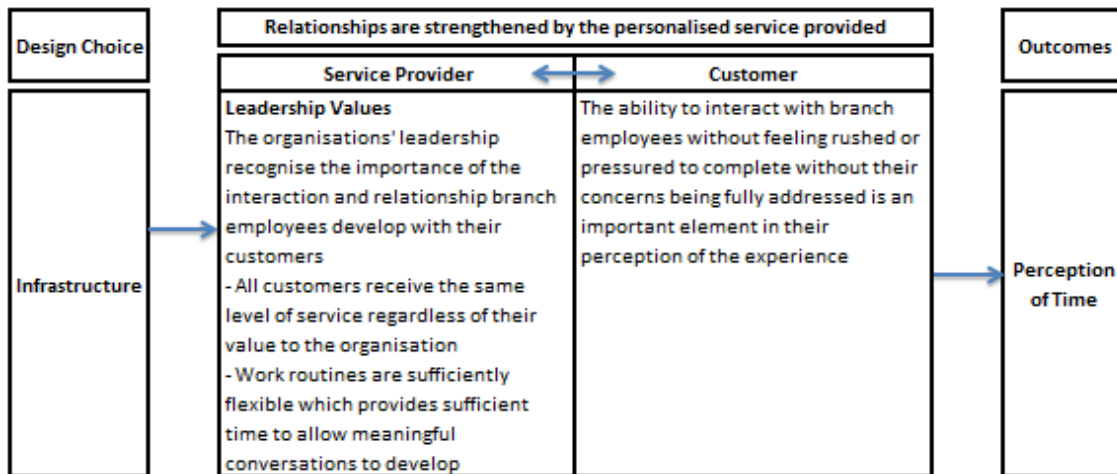 Design Choice
Relationships are strengthened by the personalised service provided
Outcomes
Service Provider
Customer
Infrastructure
Leadership Values
The organisations' leadership
recognise the importance of the
interaction and relationship branch
employees develop with their
customers
- All customers receive the same
level of service regardless of their
value to the organisation
- Work routines are sufficiently
flexible which provides sufficient
time to allow meaningful
conversations to develop
The ability to interact with branch
employees without feeling rushed or
pressured to complete without their
concerns being fully addressed is an
important element in their
perception of the experience
Perception
of Time